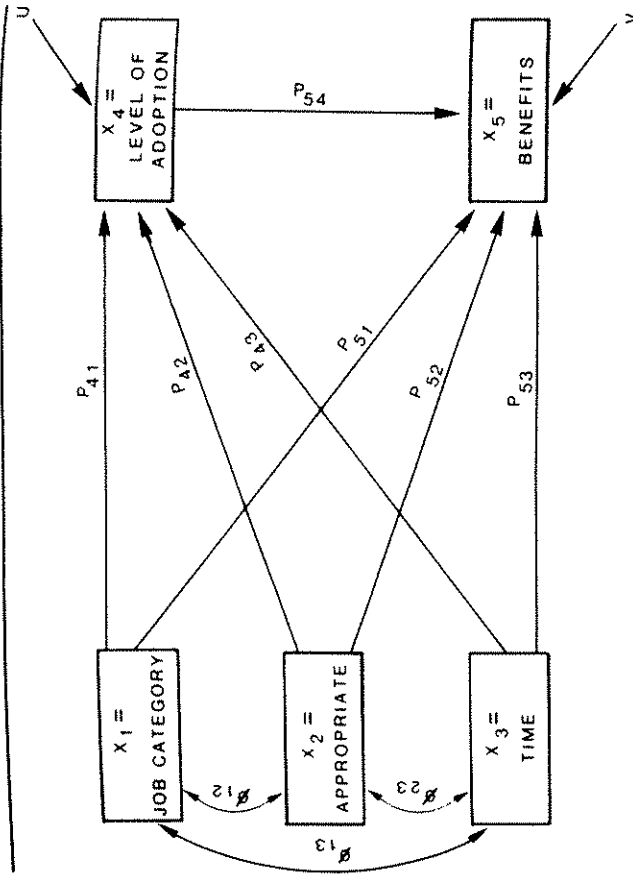 U
X₄ =
LEVEL OF
ADOPTION
P₅₄
X₅ =
BENEFITS
V
P₄₁
P₄₂
P₄₃
P₅₁
P₅₂
P₅₃
X₁ =
JOB CATEGORY
X₂ =
APPROPRIATE
X₃ =
TIME
Ø₁₂
Ø₂₃
Ø₁₃